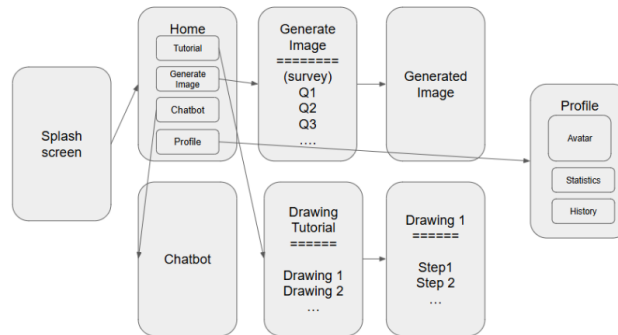 Splash
screen
Home
Tutorial
Generate
Image
Chatbot
Profile
Generate
Image
========
(survey)
Q1
Q2
Q3
....
Generated
Image
Profile
Avatar
Statistics
History
Chatbot
Drawing
Tutorial
======
Drawing 1
Drawing 2
...
Drawing 1
======
Step1
Step 2
...